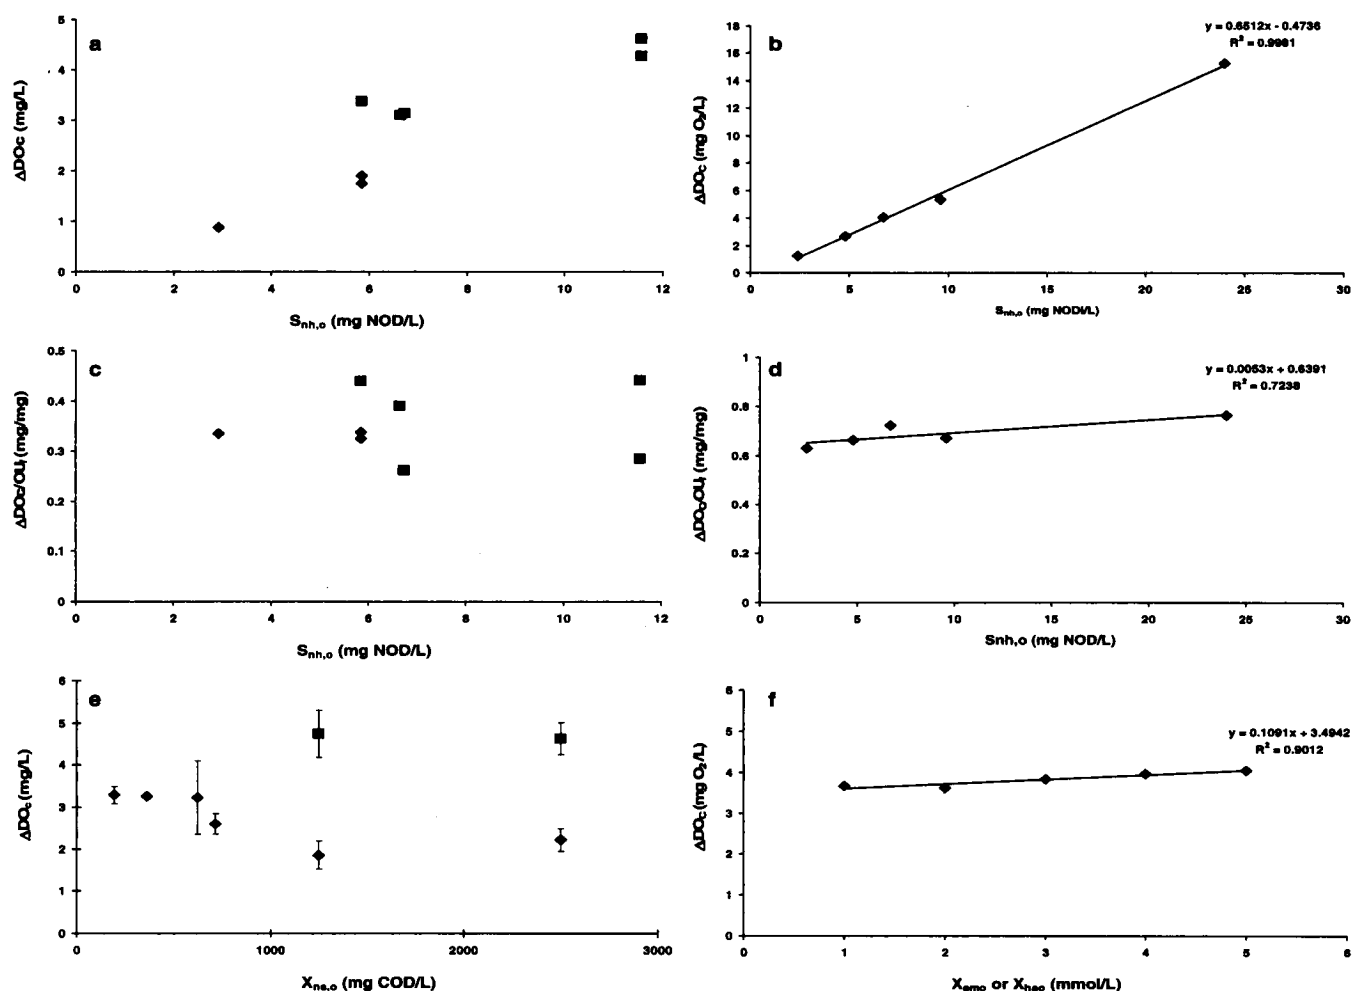 a
5
4
3
2
1
0
0 2 4 6 8 10 12
ΔDOc (mg/L)
Snh,o (mg NOD/L)
b
y = 0.6512x - 0.4736
R² = 0.9981
18
16
14
12
10
8
6
4
2
0
0 5 10 15 20 25 30
ΔDOc (mg O2/L)
Snh,o (mg NOD/L)
c
0.5
0.4
0.3
0.2
0.1
0
0 2 4 6 8 10 12
ΔDOc/OUt (mg/mg)
Snh,o (mg NOD/L)
d
y = 0.0053x + 0.6391
R² = 0.7238
1
0.8
0.6
0.4
0.2
0
0 5 10 15 20 25 30
ΔDOc/OUt (mg/mg)
Snh,o (mg NOD/L)
e
6
5
4
3
2
1
0
0 1000 2000 3000
ΔDOc (mg/L)
Xns,o (mg COD/L)
f
y = 0.1091x + 3.4942
R² = 0.9012
6
5
4
3
2
1
0
0 1 2 3 4 5 6
ΔDOc (mg O2/L)
Xamo or Xhao (mmol/L)